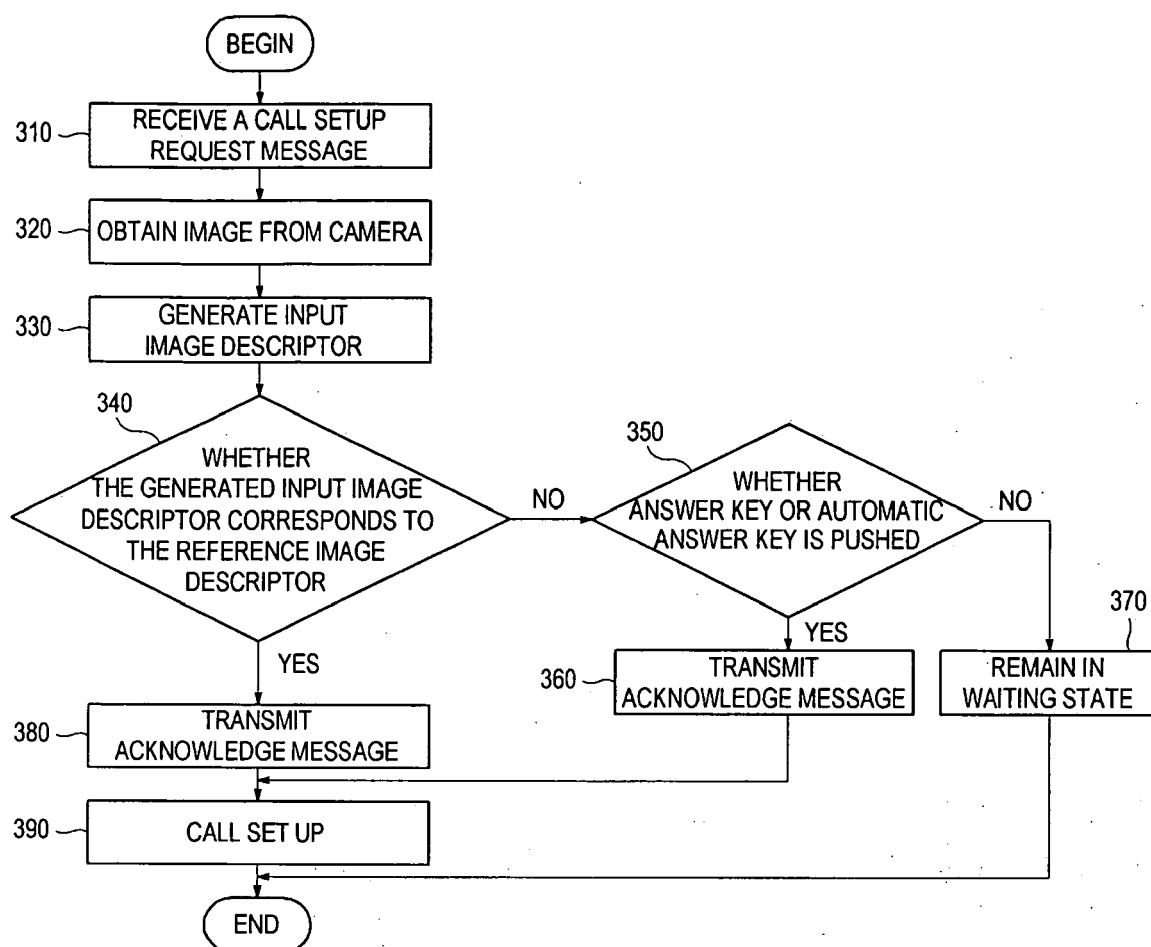 BEGIN
310
RECEIVE A CALL SETUP
REQUEST MESSAGE
320
OBTAIN IMAGE FROM CAMERA
330
GENERATE INPUT
IMAGE DESCRIPTOR
340
WHETHER
THE GENERATED INPUT IMAGE
DESCRIPTOR CORRESPONDS TO
THE REFERENCE IMAGE
DESCRIPTOR
NO
350
WHETHER
ANSWER KEY OR AUTOMATIC
ANSWER KEY IS PUSHED
NO
YES
YES
360
TRANSMIT
ACKNOWLEDGE MESSAGE
370
REMAIN IN
WAITING STATE
380
TRANSMIT
ACKNOWLEDGE MESSAGE
390
CALL SET UP
END